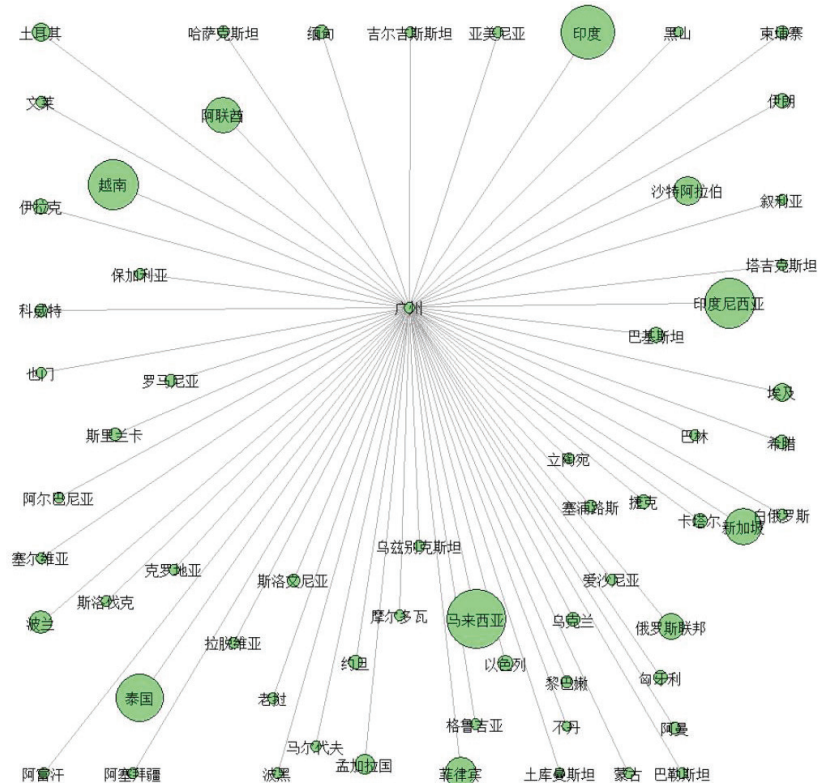 土耳其
哈萨克斯坦
缅甸
吉尔吉斯斯坦
亚美尼亚
印度
黑山
柬埔寨
文莱
阿联酋
伊朗
越南
沙特阿拉伯
伊拉克
叙利亚
保加利亚
塔吉克斯坦
科威特
广州
印度尼西亚
巴基斯坦
也门
罗马尼亚
埃及
斯里兰卡
巴林
希腊
立陶宛
阿尔巴尼亚
塞浦路斯
捷克
卡塔尔
新加坡
白俄罗斯
塞尔维亚
克罗地亚
斯洛文尼亚
乌兹别克斯坦
爱沙尼亚
斯洛伐克
波兰
摩尔多瓦
马来西亚
乌克兰
俄罗斯联邦
拉脱维亚
约旦
以色列
黎巴嫩
匈牙利
泰国
老挝
格鲁吉亚
不丹
阿曼
马尔代夫
孟加拉国
阿富汗
阿塞拜疆
波黑
菲律宾
土库曼斯坦
蒙古
巴勒斯坦